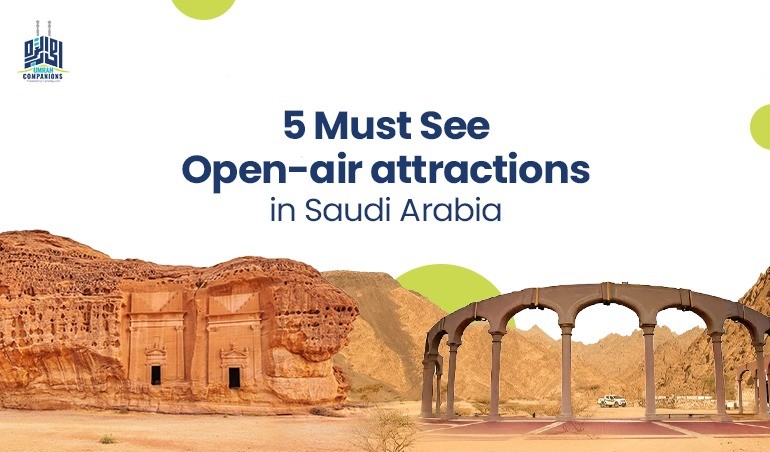 UMRAH
COMPANIONS
5 Must See
Open-air attractions
in Saudi Arabia